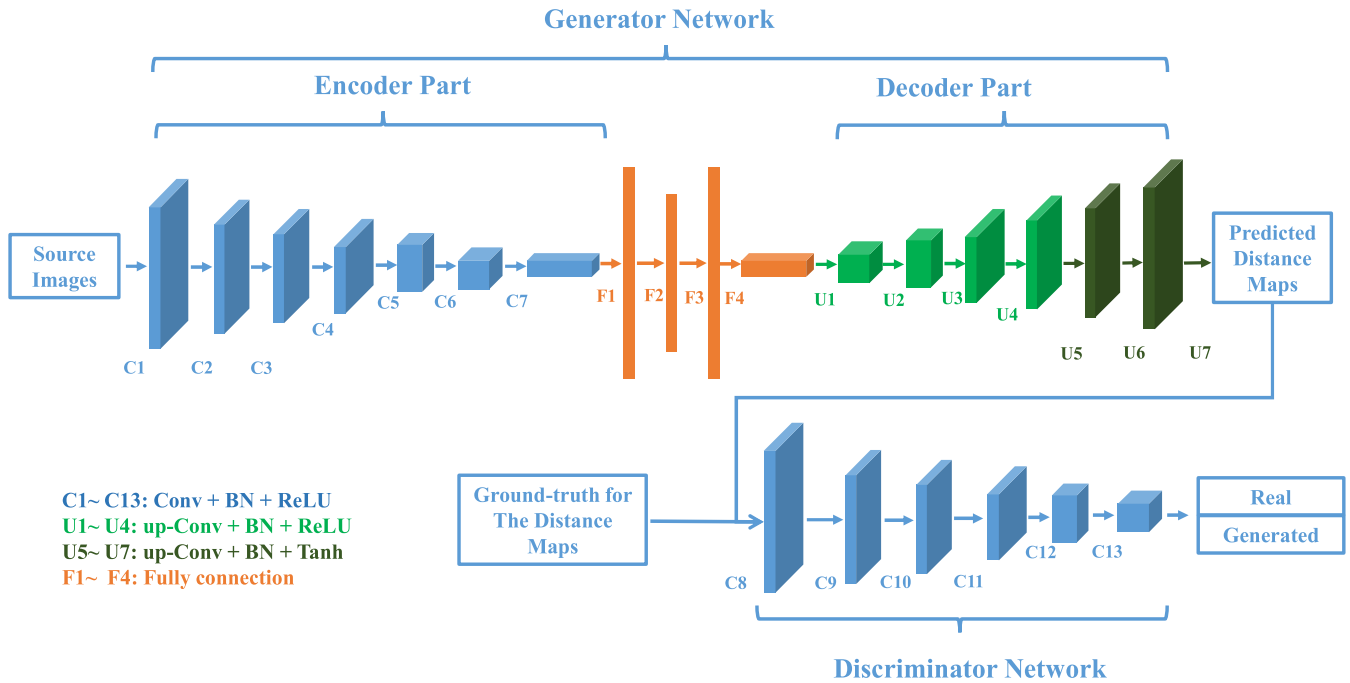 Generator Network
Encoder Part
Decoder Part
Source
Images
C1
C2
C3
C4
C5
C6
C7
F1
F2
F3
F4
U1
U2
U3
U4
U5
U6
U7
Predicted
Distance
Maps
Ground-truth for
The Distance
Maps
C8
C9
C10
C11
C12
C13
Real
Generated
Discriminator Network
C1~ C13: Conv + BN + ReLU
U1~ U4: up-Conv + BN + ReLU
U5~ U7: up-Conv + BN + Tanh
F1~ F4: Fully connection